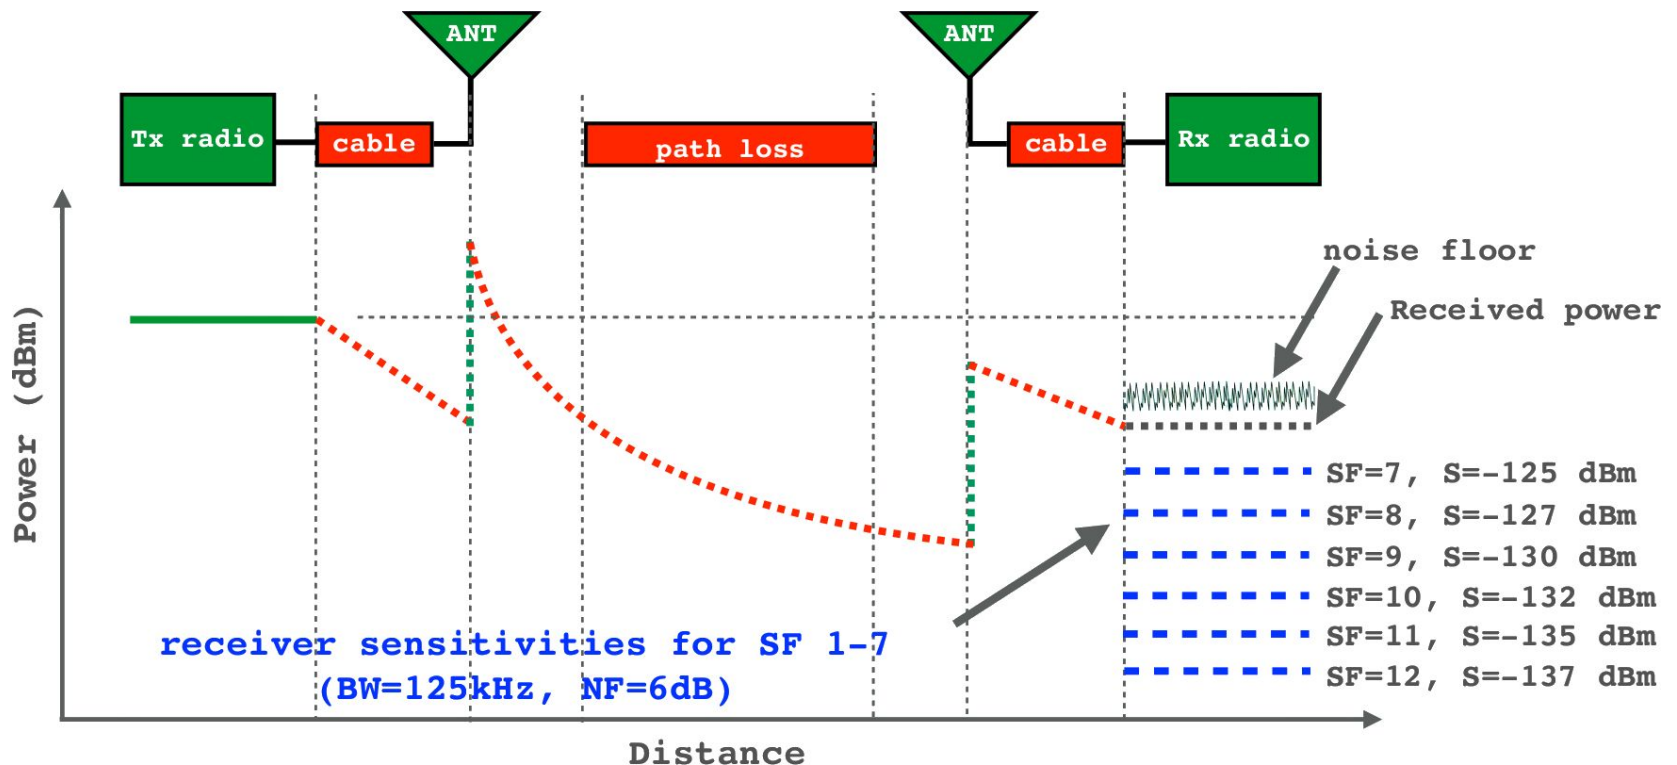 ANT
ANT
Tx radio
cable
path loss
cable
Rx radio
noise floor
Received power
Power (dBm)
SF=7, S=-125 dBm
SF=8, S=-127 dBm
SF=9, S=-130 dBm
SF=10, S=-132 dBm
SF=11, S=-135 dBm
SF=12, S=-137 dBm
receiver sensitivities for SF 1-7
(BW=125kHz, NF=6dB)
Distance